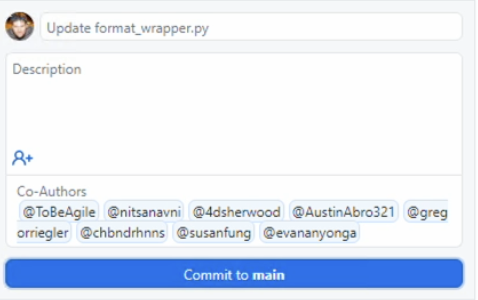 Update format_wrapper.py
Description
Co-Authors
@ToBeAgile @nitsanavni @4dsherwood @AustinAbro321 @greg
orriegler @chbndrhnns @susanfung @evananyonga
Commit to main